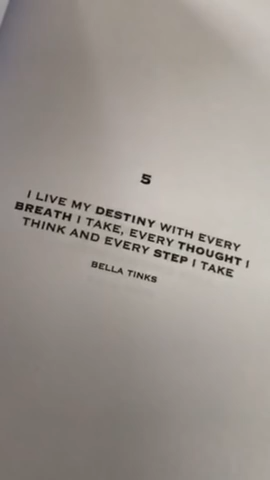 5
I LIVE MY DESTINY WITH EVERY
BREATH I TAKE, EVERY THOUGHT I
THINK AND EVERY STEP I TAKE
BELLA TINKS